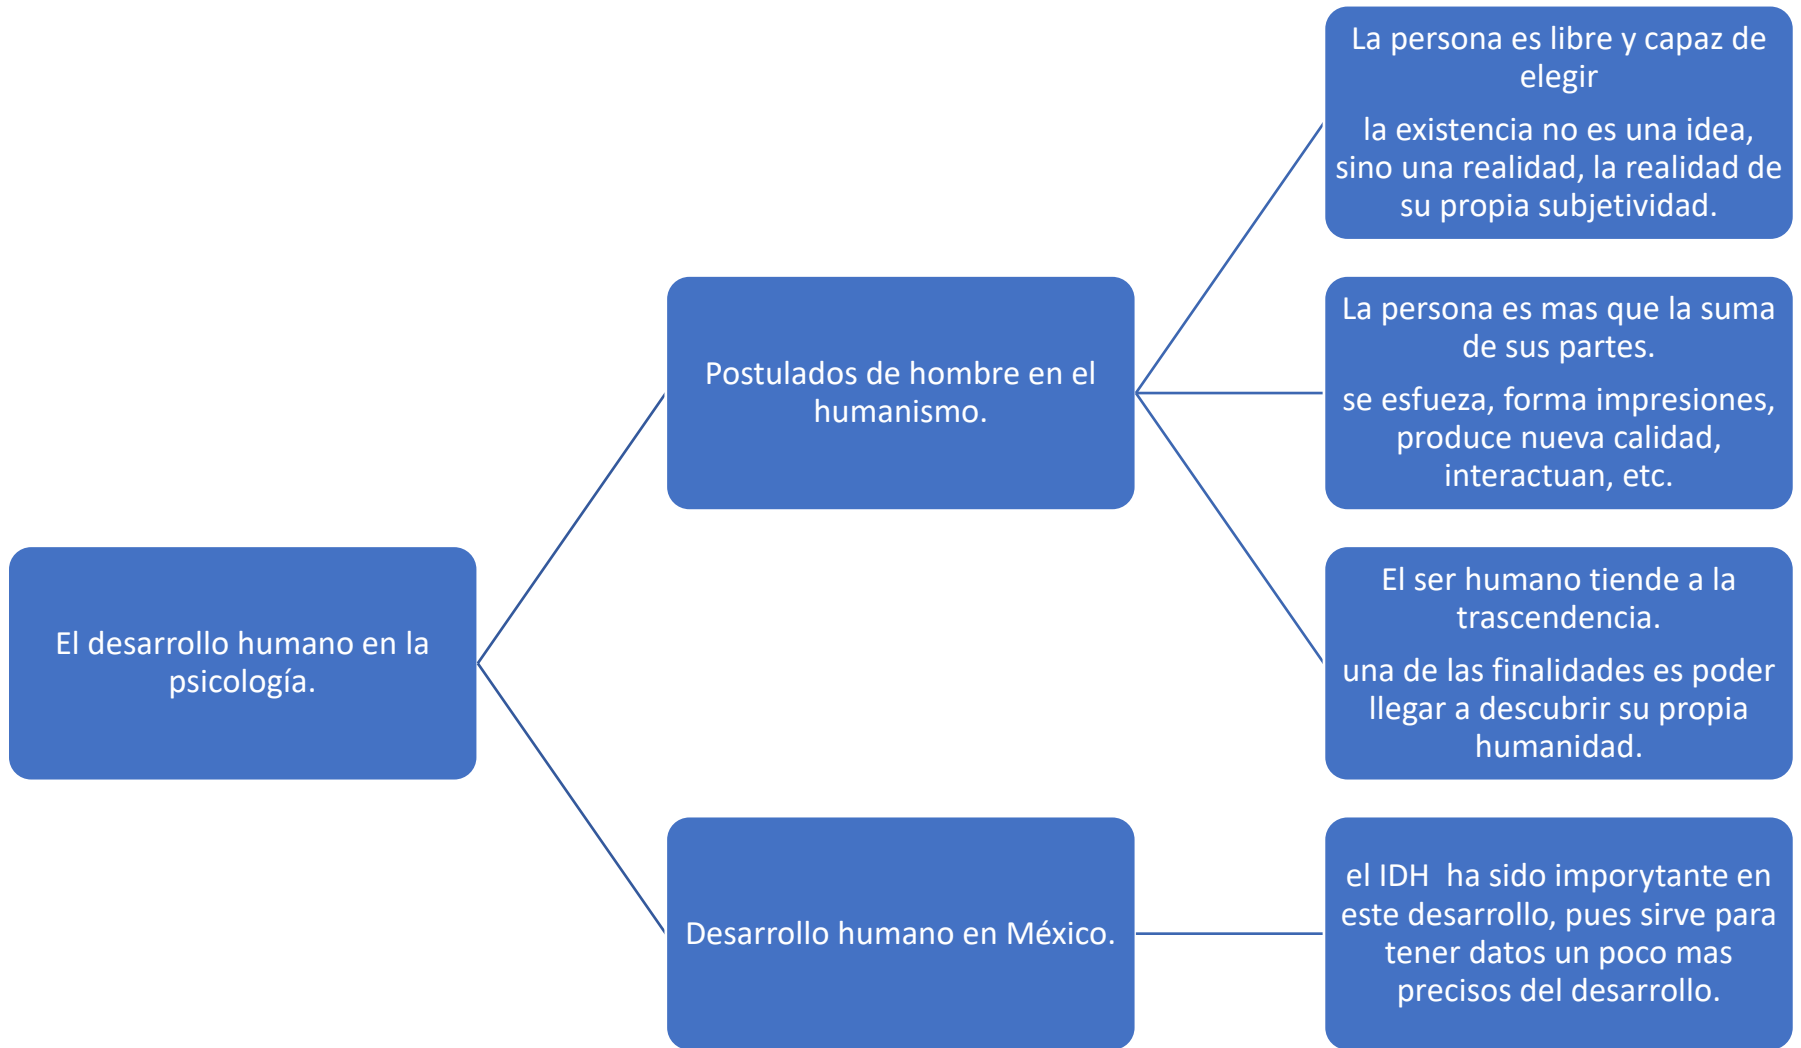 El desarrollo humano en la
psicología.
Postulados de hombre en el
humanismo.
La persona es libre y capaz de
elegir
la existencia no es una idea,
sino una realidad, la realidad de
su propia subjetividad.
La persona es mas que la suma
de sus partes.
se esfueza, forma impresiones,
produce nueva calidad,
interactuan, etc.
El ser humano tiende a la
trascendencia.
una de las finalidades es poder
llegar a descubrir su propia
humanidad.
Desarrollo humano en México.
el IDH  ha sido imporytante en
este desarrollo, pues sirve para
tener datos un poco mas
precisos del desarrollo.